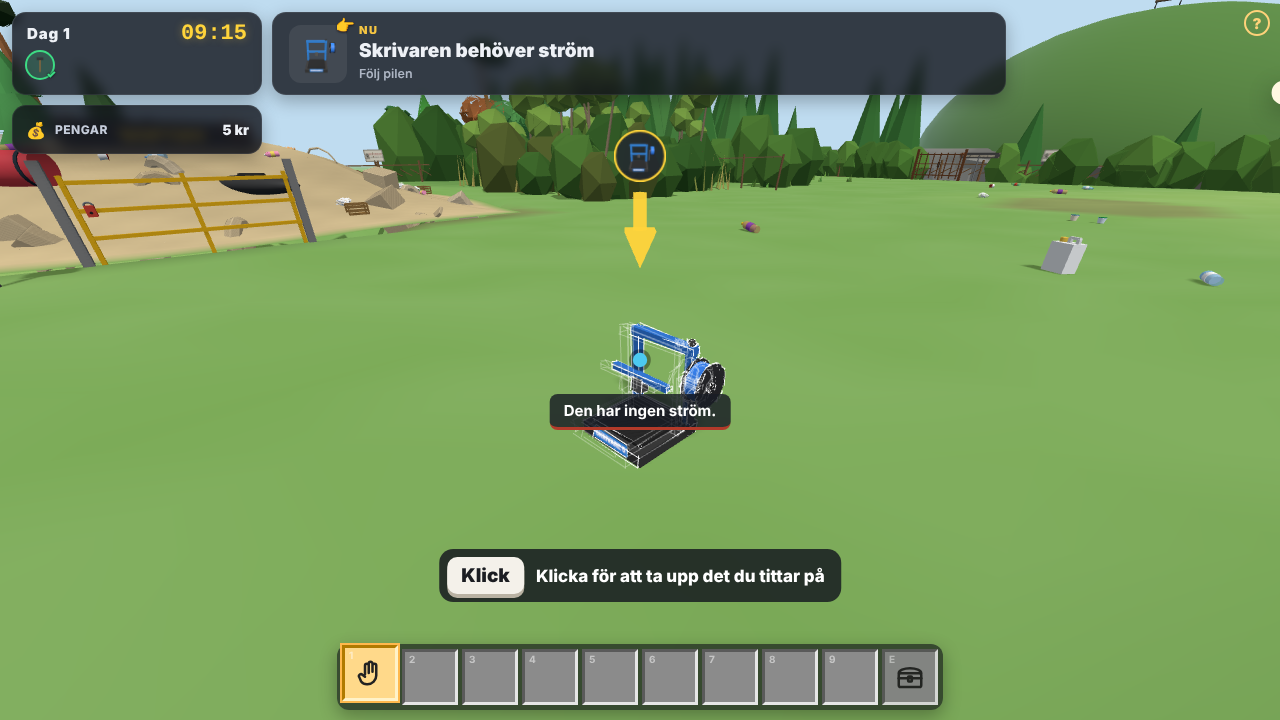 Dag 1
09:15
NU
Skrivaren behöver ström
Följ pilen
PENGAR
5 kr
?
Den har ingen ström.
Klick
Klicka för att ta upp det du tittar på
1
2
3
4
5
6
7
8
9
E